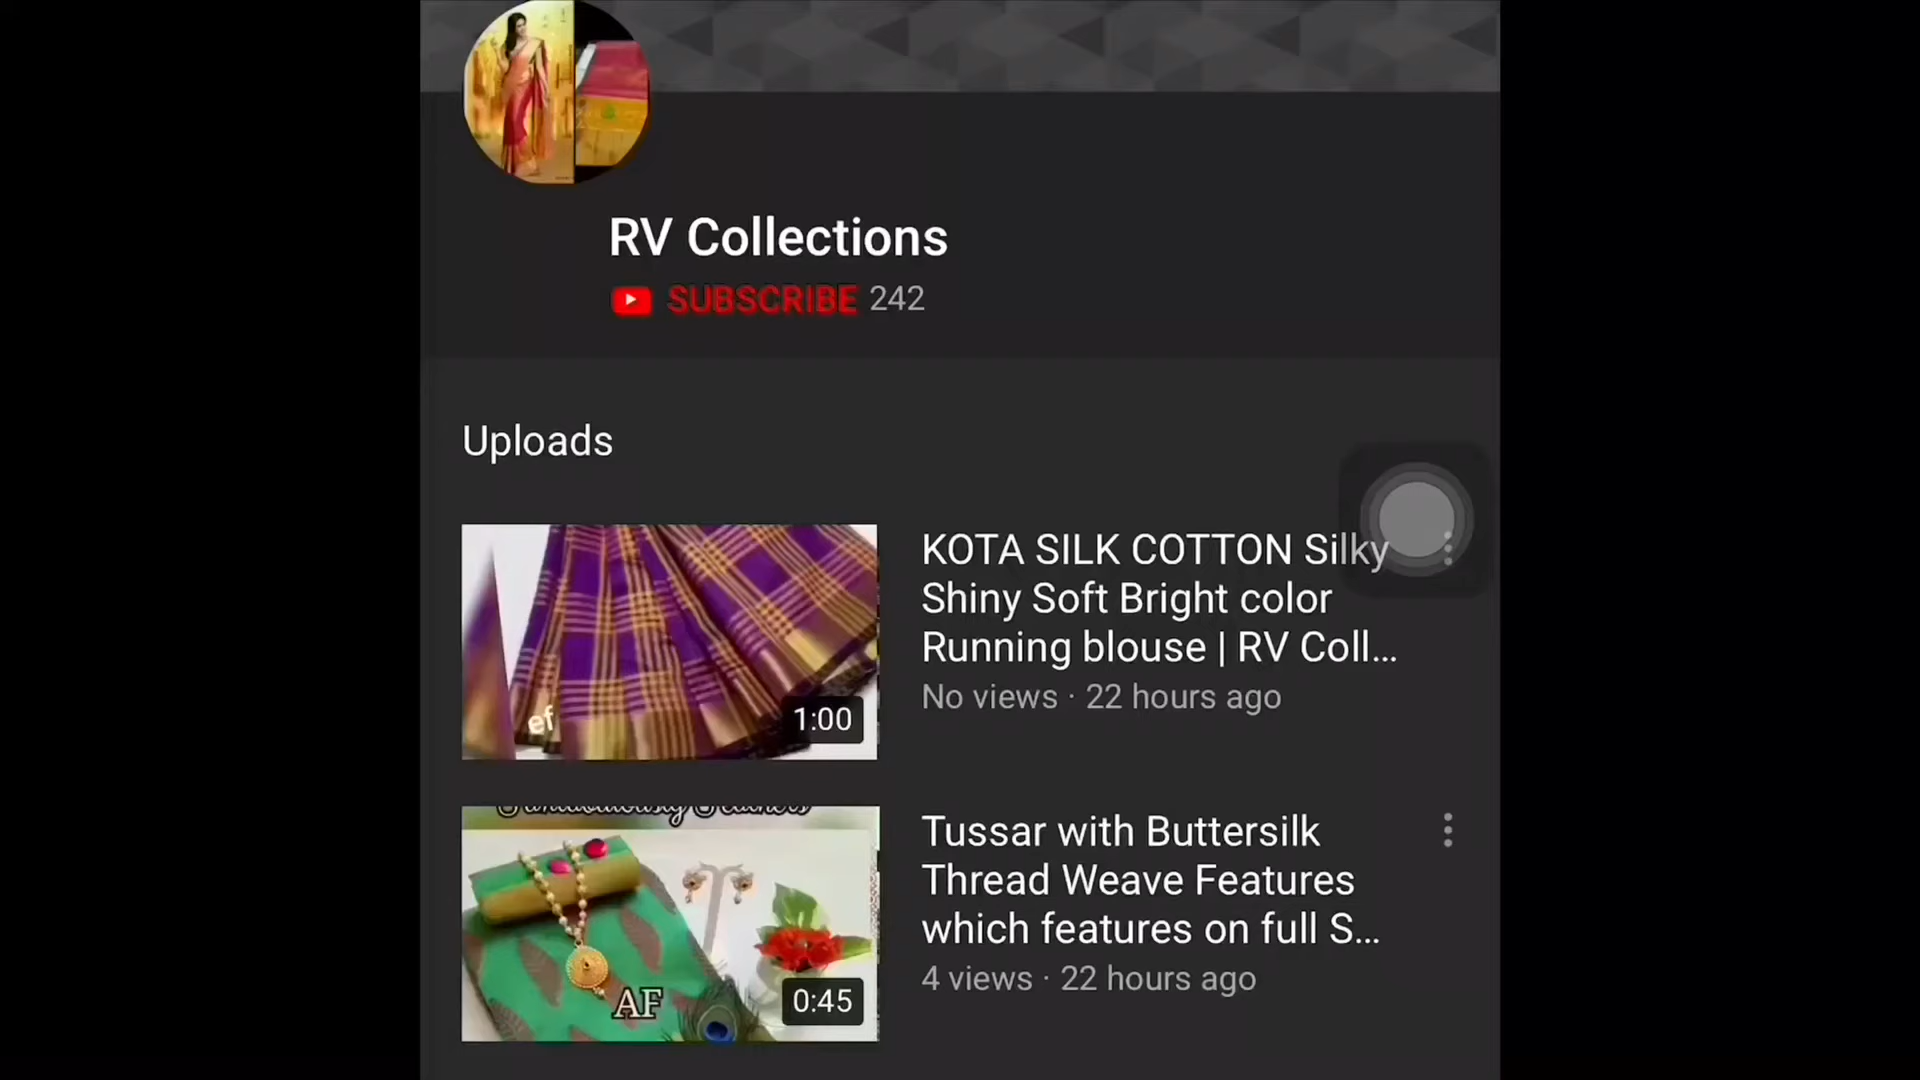 RV Collections
SUBSCRIBE 242
Uploads
KOTA SILK COTTON Silky
Shiny Soft Bright color
Running blouse | RV Coll...
No views · 22 hours ago
ef
1:00
Tussar with Buttersilk
Thread Weave Features
which features on full S...
4 views · 22 hours ago
AF
0:45